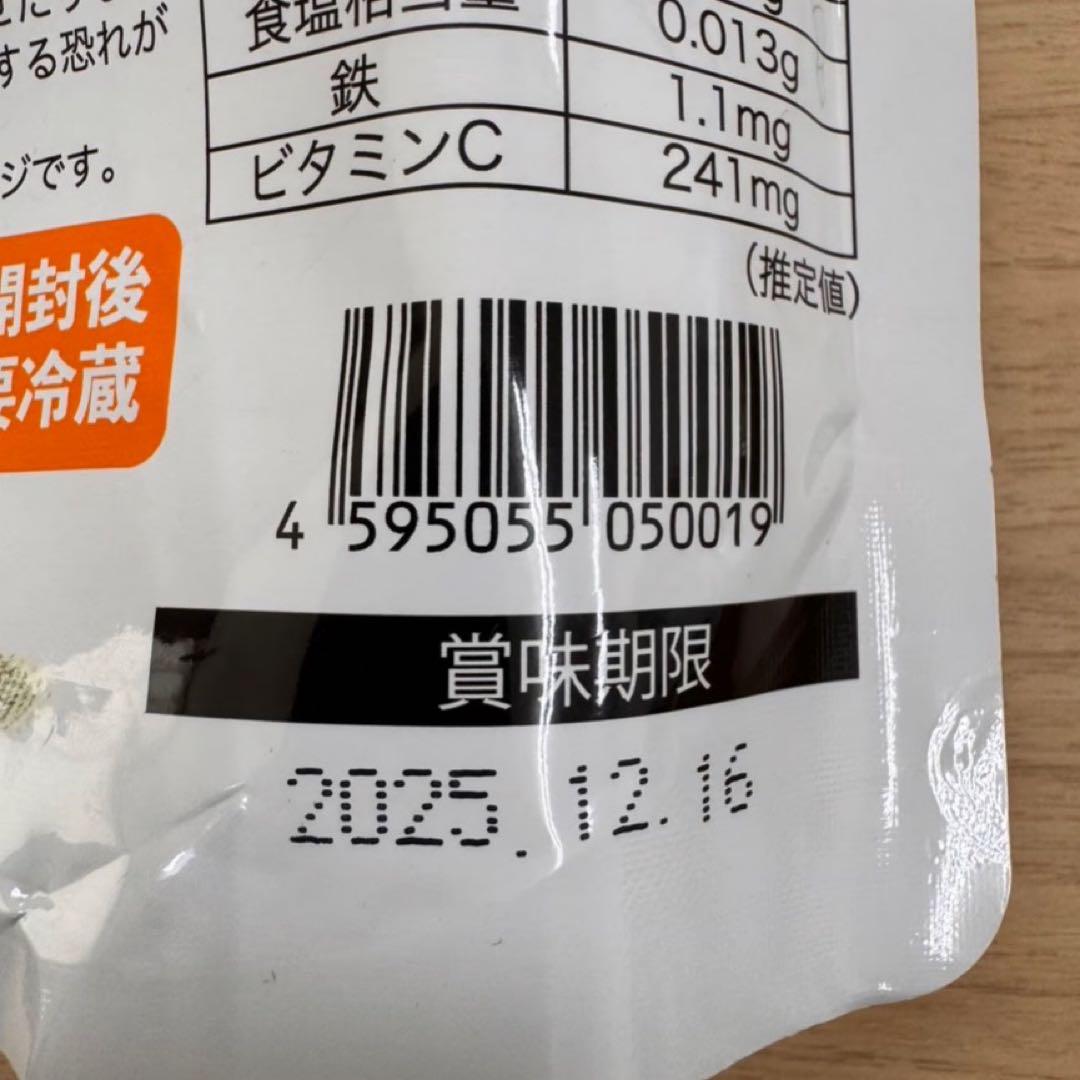 する恐れが
ジです。
食塩相当量 0.013g
鉄 1.1mg
ビタミンC 241mg
(推定値)
開封後
要冷蔵
4 595055 050019
賞味期限
2025.12.16